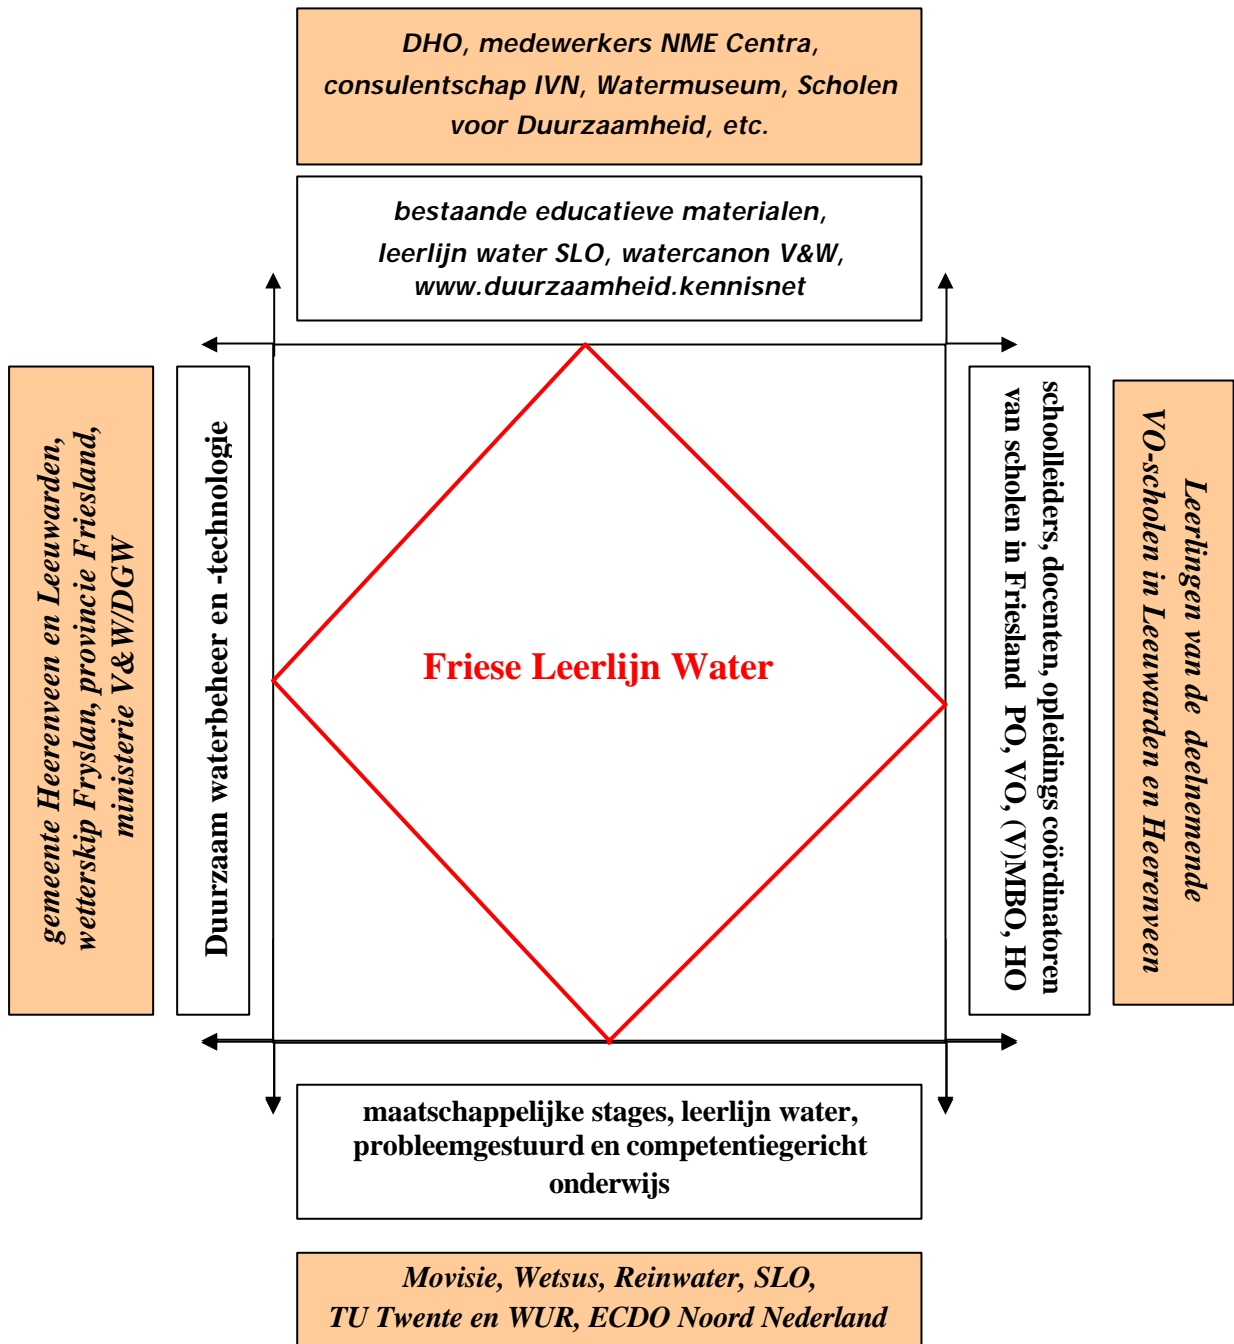 DHO, medewerkers NME Centra,
consulentschap IVN, Watermuseum, Scholen
voor Duurzaamheid, etc.
bestaande educatieve materialen,
leerlijn water SLO, watercanon V&W,
www.duurzaamheid.kennisnet
gemeente Heerenveen en Leeuwarden,
wetterskip Fryslan, provincie Friesland,
ministerie V&W/DGW
Duurzaam waterbeheer en -technologie
Friese Leerlijn Water
schoolleiders, docenten, opleidings coördinatoren
van scholen in Friesland PO, VO, (V)MBO, HO
Leerlingen van de deelnemende
VO-scholen in Leeuwarden en Heerenveen
maatschappelijke stages, leerlijn water,
probleemgestuurd en competentiegericht
onderwijs
Movisie, Wetsus, Reinwater, SLO,
TU Twente en WUR, ECDO Noord Nederland